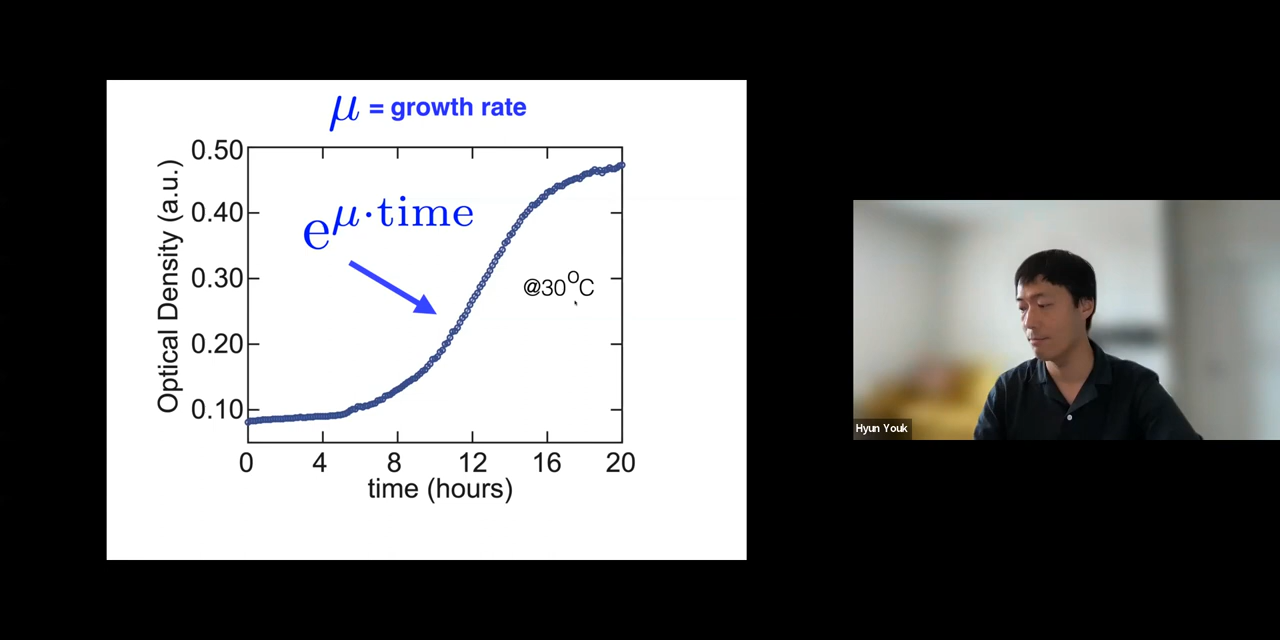 μ = growth rate
0.50
0.40
0.30
0.20
0.10
Optical Density (a.u.)
e^μ·time
@30°C
0 4 8 12 16 20
time (hours)
Hyun Youk